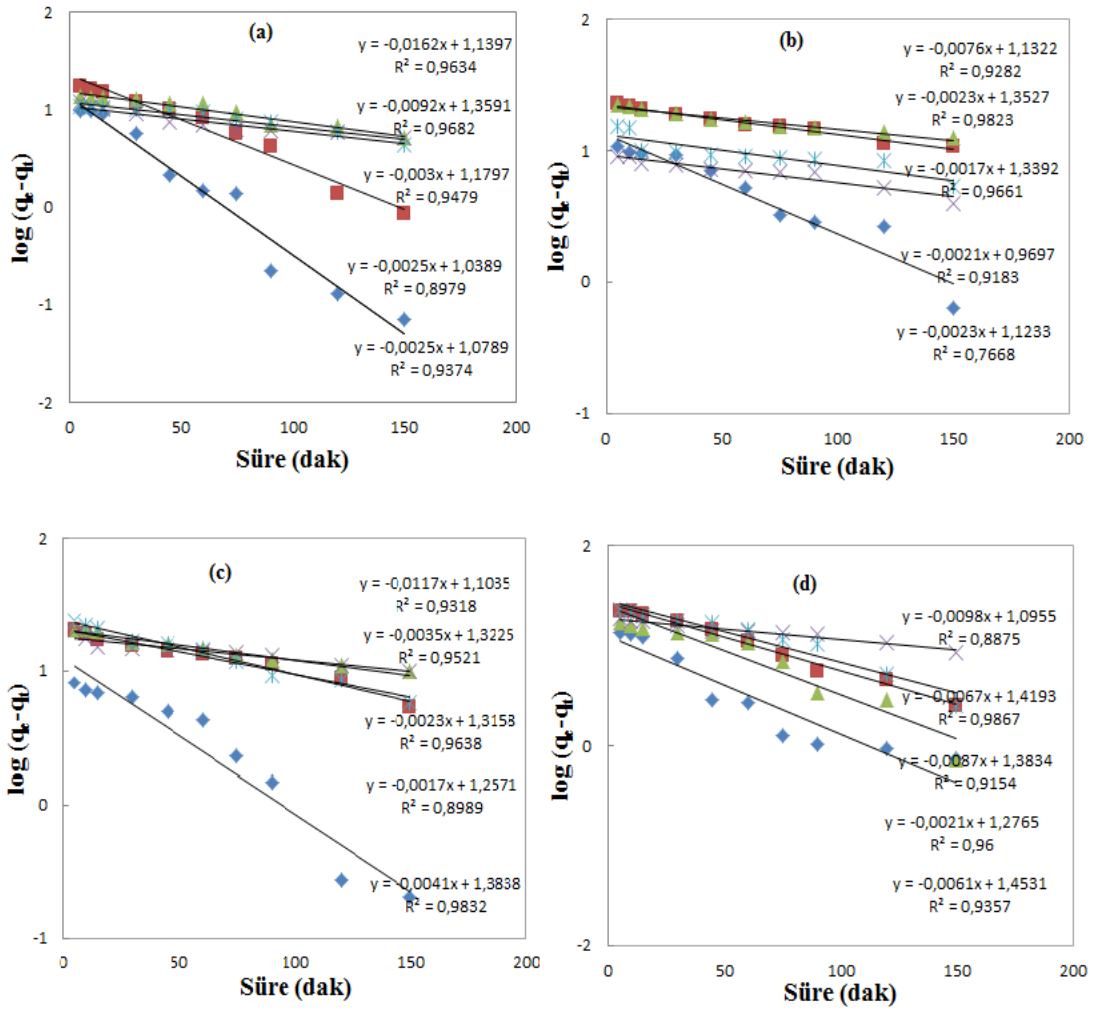 2
1
0
-1
-2
0
50
100
150
200
log (qe-qt)
Süre (dak)
(a)
y = -0,0162x + 1,1397
R² = 0,9634
y = -0,0092x + 1,3591
R² = 0,9682
y = -0,003x + 1,1797
R² = 0,9479
y = -0,0025x + 1,0389
R² = 0,8979
y = -0,0025x + 1,0789
R² = 0,9374
2
1
0
-1
0
50
100
150
200
log (qe-qt)
Süre (dak)
(b)
y = -0,0076x + 1,1322
R² = 0,9282
y = -0,0023x + 1,3527
R² = 0,9823
y = -0,0017x + 1,3392
R² = 0,9661
y = -0,0021x + 0,9697
R² = 0,9183
y = -0,0023x + 1,1233
R² = 0,7668
2
1
0
-1
0
50
100
150
200
log (qe-qt)
Süre (dak)
(c)
y = -0,0117x + 1,1035
R² = 0,9318
y = -0,0035x + 1,3225
R² = 0,9521
y = -0,0023x + 1,3158
R² = 0,9638
y = -0,0017x + 1,2571
R² = 0,8989
y = -0,0041x + 1,3838
R² = 0,9832
2
0
-2
0
50
100
150
200
log (qe-qt)
Süre (dak)
(d)
y = -0,0098x + 1,0955
R² = 0,8875
y = -0,0067x + 1,4193
R² = 0,9867
y = -0,0087x + 1,3834
R² = 0,9154
y = -0,0021x + 1,2765
R² = 0,96
y = -0,0061x + 1,4531
R² = 0,9357